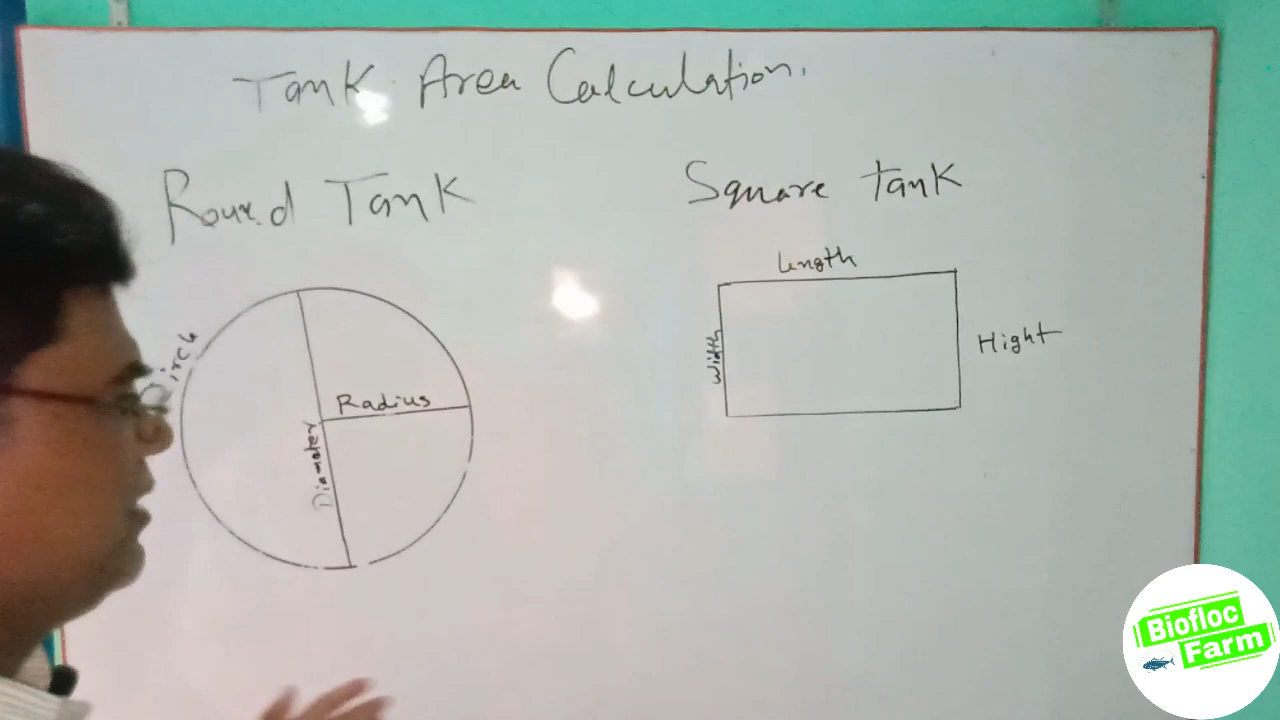 Tank Area Calculation.
Round Tank
Square tank
Length
Width
Hight
Radius
Diameter
Biofloc
Farm